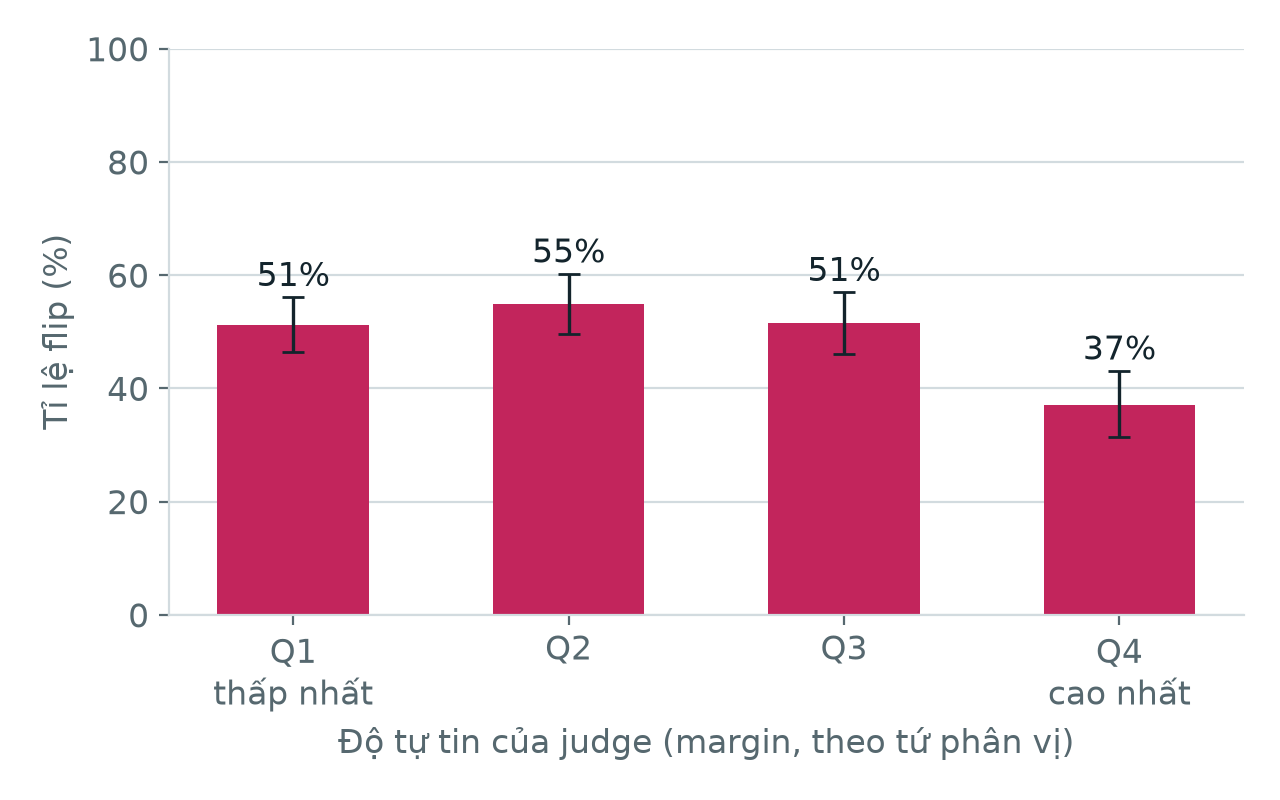 100
80
60
40
20
0
Tỉ lệ flip (%)
51%
55%
51%
37%
Q1
thấp nhất
Q2
Q3
Q4
cao nhất
Độ tự tin của judge (margin, theo tứ phân vị)